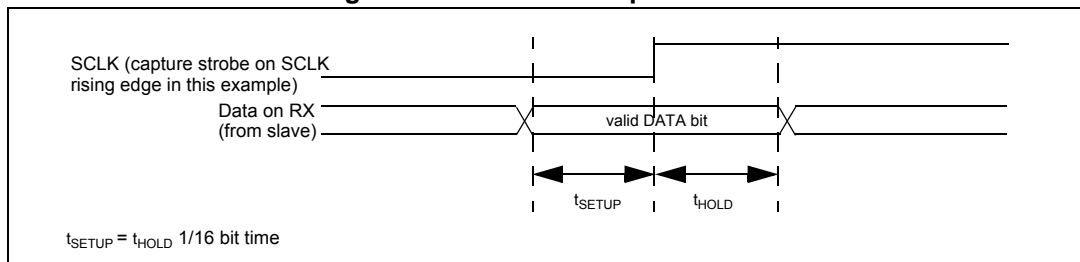 SCLK (capture strobe on SCLK
rising edge in this example)
Data on RX
(from slave)
valid DATA bit
tSETUP
tHOLD
tSETUP = tHOLD 1/16 bit time